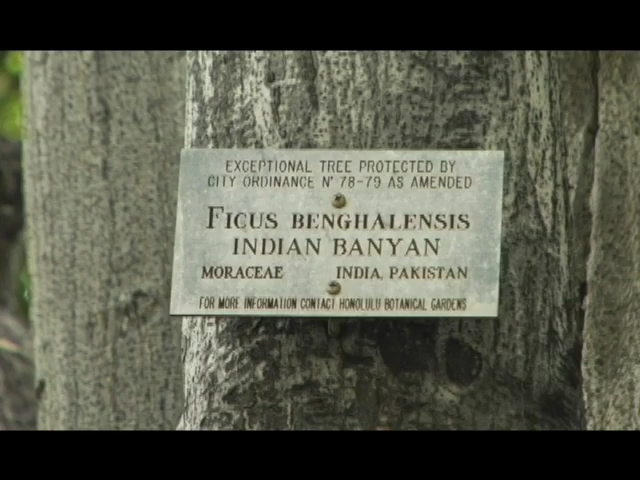 EXCEPTIONAL TREE PROTECTED BY
CITY ORDINANCE Nº 78-79 AS AMENDED
FICUS BENGHALENSIS
INDIAN BANYAN
MORACEAE INDIA, PAKISTAN
FOR MORE INFORMATION CONTACT HONOLULU BOTANICAL GARDENS